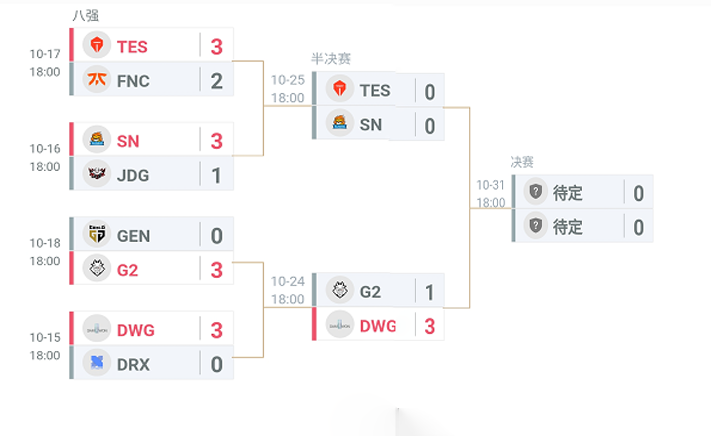 八强
10-17
18:00
TES 3
FNC 2
10-16
18:00
SN 3
JDG 1
10-18
18:00
GEN 0
G2 3
10-15
18:00
DWG 3
DRX 0
半决赛
10-25
18:00
TES 0
SN 0
10-24
18:00
G2 1
DWG 3
决赛
10-31
18:00
待定 0
待定 0